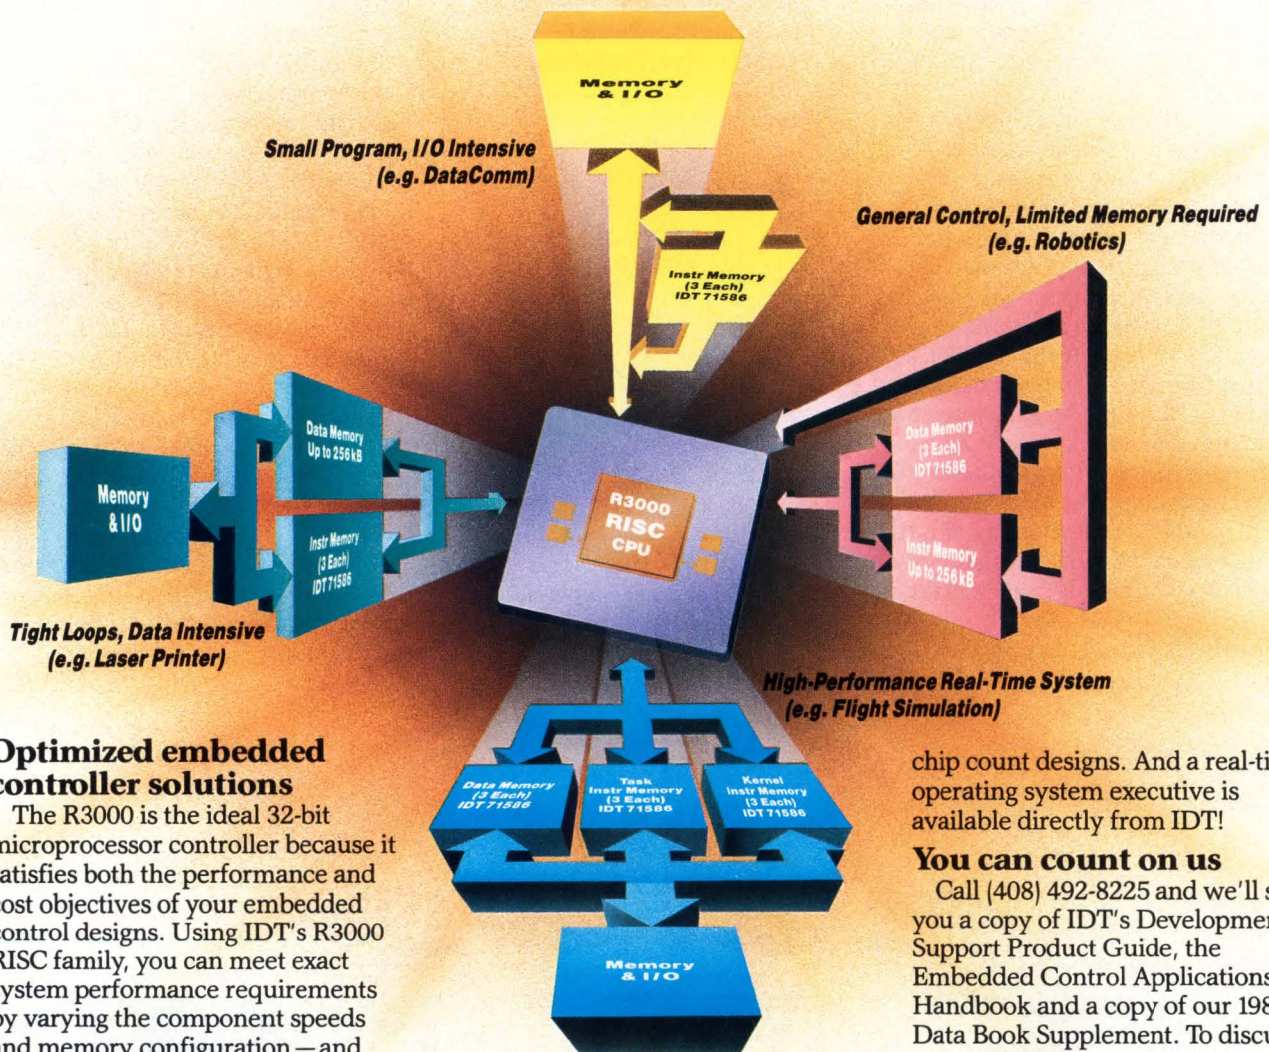 Memory
& I/O
Small Program, I/O Intensive
(e.g. DataComm)
General Control, Limited Memory Required
(e.g. Robotics)
Instr Memory
(3 Each)
IDT 71586
Data Memory
Up to 256kB
Memory
& I/O
Instr Memory
(3 Each)
IDT 71586
R3000
RISC
CPU
Data Memory
(3 Each)
IDT 71586
Instr Memory
Up to 256kB
Tight Loops, Data Intensive
(e.g. Laser Printer)
High-Performance Real-Time System
(e.g. Flight Simulation)
Data Memory
(3 Each)
IDT 71586
Task
Instr Memory
(3 Each)
IDT 71586
Kernel
Instr Memory
(3 Each)
IDT 71586
Memory
& I/O
Optimized embedded
controller solutions
The R3000 is the ideal 32-bit
microprocessor controller because it
satisfies both the performance and
cost objectives of your embedded
control designs. Using IDT's R3000
RISC family, you can meet exact
system performance requirements
by varying the component speeds
and memory configuration — and
chip count designs. And a real-ti
operating system executive is
available directly from IDT!
You can count on us
Call (408) 492-8225 and we'll s
you a copy of IDT's Development
Support Product Guide, the
Embedded Control Applications
Handbook and a copy of our 198
Data Book Supplement. To discu